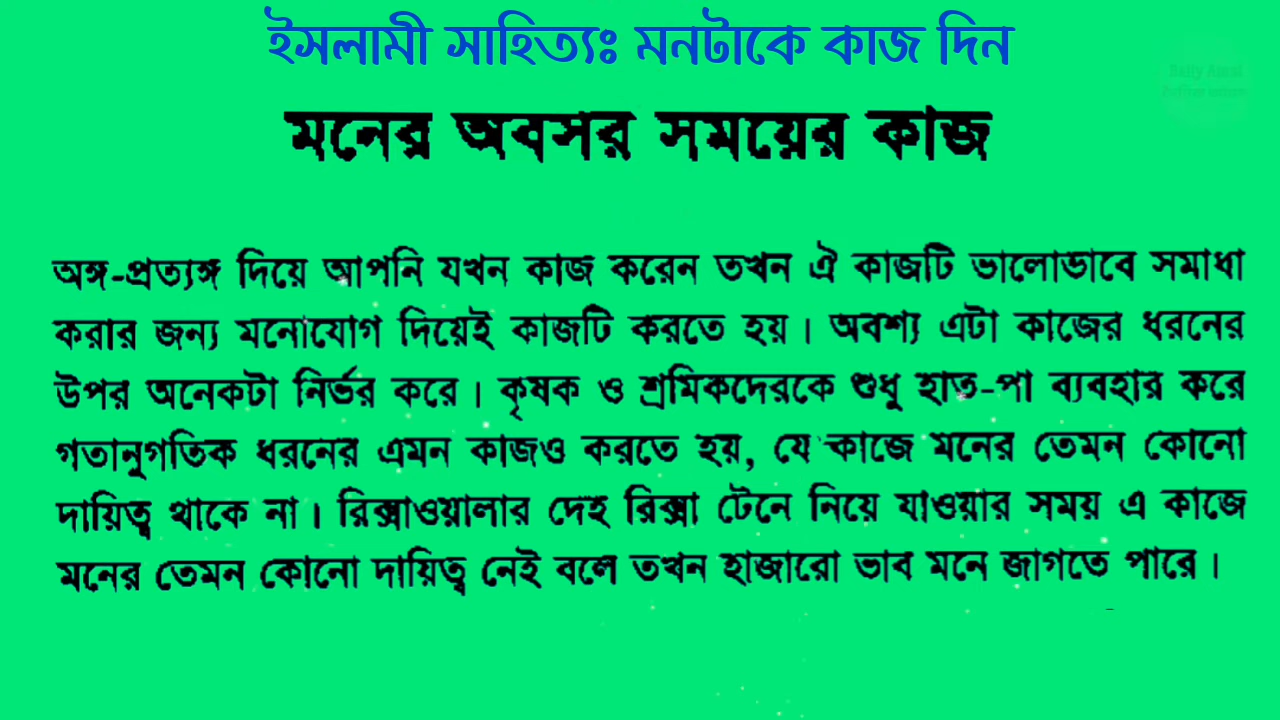 ইসলামী সাহিত্যঃ মনটাকে কাজ দিন
মনের অবসর সময়ের কাজ
অঙ্গ-প্রত্যঙ্গ দিয়ে আপনি যখন কাজ করেন তখন ঐ কাজটি ভালোভাবে সমাধা
করার জন্য মনোযোগ দিয়েই কাজটি করতে হয়। অবশ্য এটা কাজের ধরনের
উপর অনেকটা নির্ভর করে। কৃষক ও শ্রমিকদেরকে শুধু হাত-পা ব্যবহার করে
গতানুগতিক ধরনের এমন কাজও করতে হয়, যে কাজে মনের তেমন কোনো
দায়িত্ব থাকে না। রিক্সাওয়ালার দেহ রিক্সা টেনে নিয়ে যাওয়ার সময় এ কাজে
মনের তেমন কোনো দায়িত্ব নেই বলে তখন হাজারো ভাব মনে জাগতে পারে।